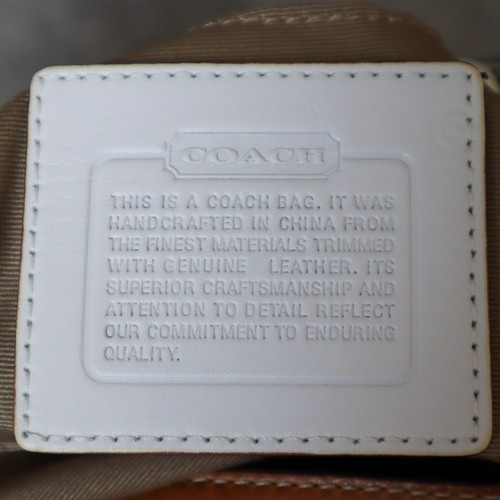 COACH
THIS IS A COACH BAG. IT WAS
HANDCRAFTED IN CHINA FROM
THE FINEST MATERIALS TRIMMED
WITH GENUINE LEATHER. ITS
SUPERIOR CRAFTSMANSHIP AND
ATTENTION TO DETAIL REFLECT
OUR COMMITMENT TO ENDURING
QUALITY.